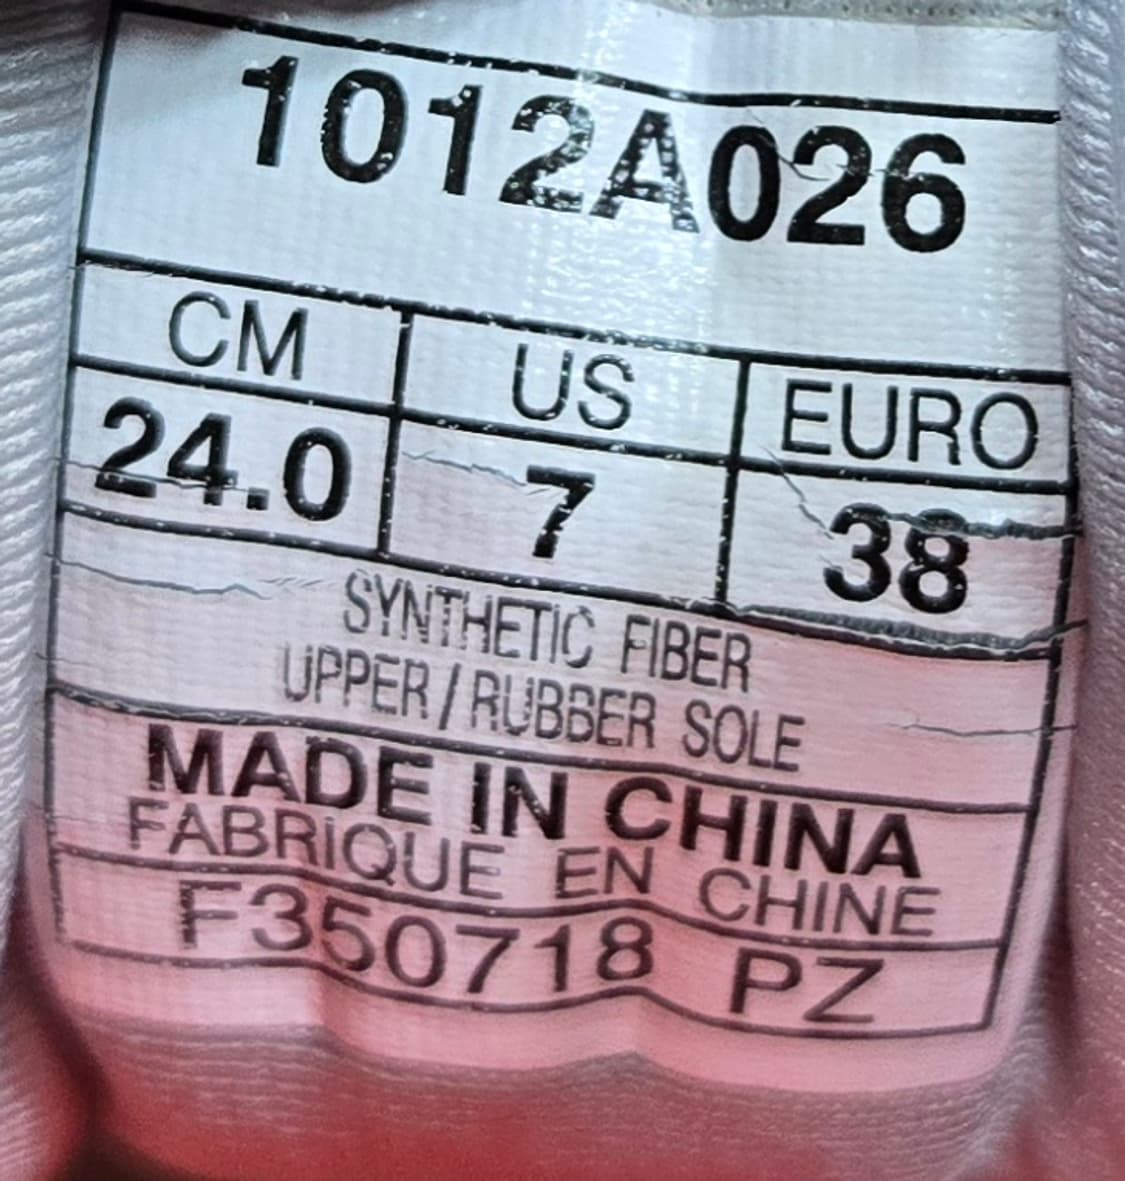 1012A026
CM US EURO
24.0 7 38
SYNTHETIC FIBER
UPPER/RUBBER SOLE
MADE IN CHINA
FABRIQUE EN CHINE
F350718 PZ